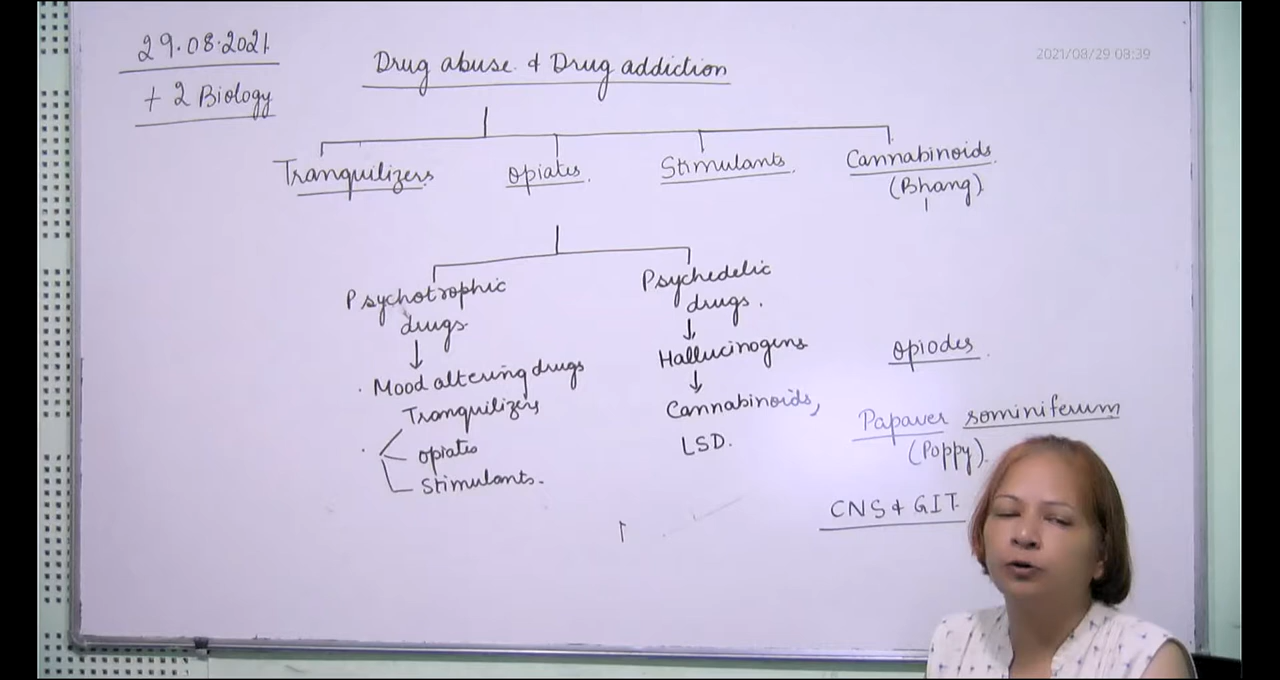 29.08.2021
+2 Biology
Drug abuse & Drug addiction
2021/08/29 08:39
Tranquilizers
opiates.
Stimulants.
Cannabinoids.
(Bhang)
Psychotrophic
drugs.
↓
. Mood altering drugs
Tranquilizers
. opiates
Stimulants.
Psychedelic
drugs.
↓
Hallucinogens
↓
Cannabinoids,
LSD.
opiodes.
Papaver sominiferum
(Poppy).
CNS & GIT.